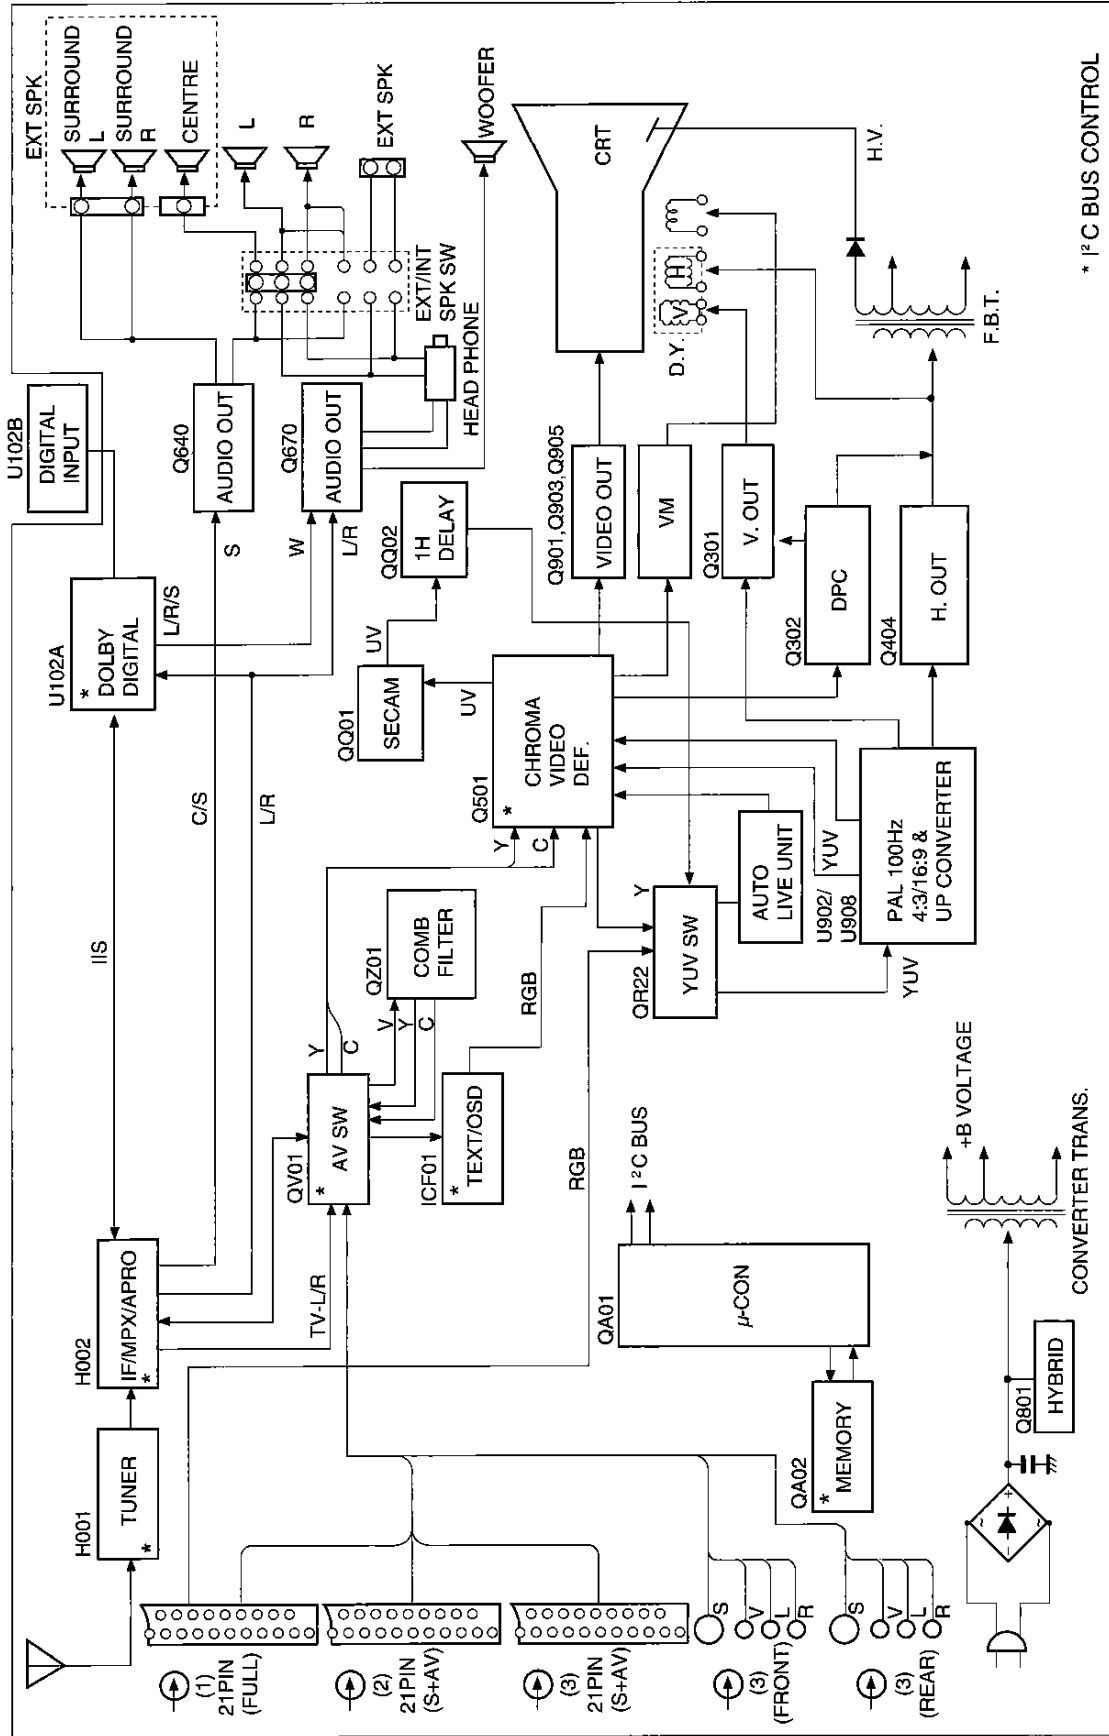 H001
TUNER
*
H002
IF/MPX/APRO
*
IIS
U102A
*
DOLBY
DIGITAL
U102B
DIGITAL
INPUT
EXT SPK
SURROUND
L
SURROUND
R
CENTRE
L
R
EXT SPK
WOOFER
C/S
L/R
L/R/S
S
W
L/R
Q640
AUDIO OUT
Q670
AUDIO OUT
EXT/INT
SPK SW
HEAD PHONE
TV-L/R
QV01
AV SW
*
Y
C
V
Y
C
QZ01
COMB
FILTER
ICF01
TEXT/OSD
*
RGB
RGB
QQ01
SECAM
UV
UV
QQ02
1H
DELAY
Q501
*
CHROMA
VIDEO
DEF.
Y
C
Y
Q901,Q903,Q905
VIDEO OUT
VM
CRT
D.Y.
V
H
H.V.
Q301
V. OUT
Q302
DPC
Q404
H. OUT
F.B.T.
QR22
YUV SW
AUTO
LIVE UNIT
U902/
U908
YUV
YUV
PAL 100Hz
4:3/16:9 &
UP CONVERTER
(1)
21PIN
(FULL)
(2)
21PIN
(S+AV)
(3)
21PIN
(S+AV)
(3)
(FRONT)
S
V
L
R
(3)
(REAR)
S
V
L
R
QA01
μ-CON
I²C BUS
QA02
*
MEMORY
Q801
HYBRID
~
+
−
~
+B VOLTAGE
CONVERTER TRANS.
* I²C BUS CONTROL